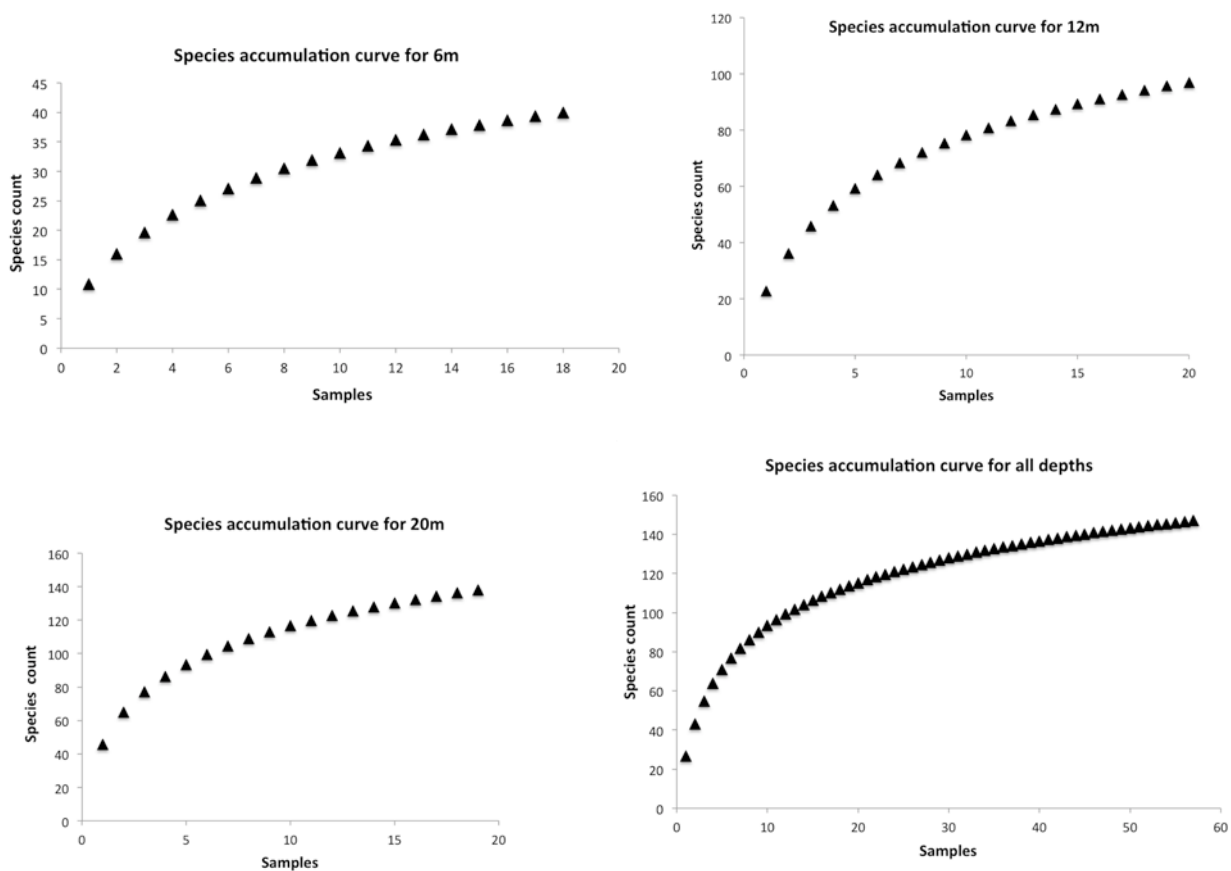 Species accumulation curve for 6m
45
40
35
30
25
20
15
10
5
0
Species count
0 2 4 6 8 10 12 14 16 18 20
Samples
Species accumulation curve for 12m
120
100
80
60
40
20
0
Species count
0 5 10 15 20
Samples
Species accumulation curve for 20m
160
140
120
100
80
60
40
20
0
Species count
0 5 10 15 20
Samples
Species accumulation curve for all depths
160
140
120
100
80
60
40
20
0
Species count
0 10 20 30 40 50 60
Samples